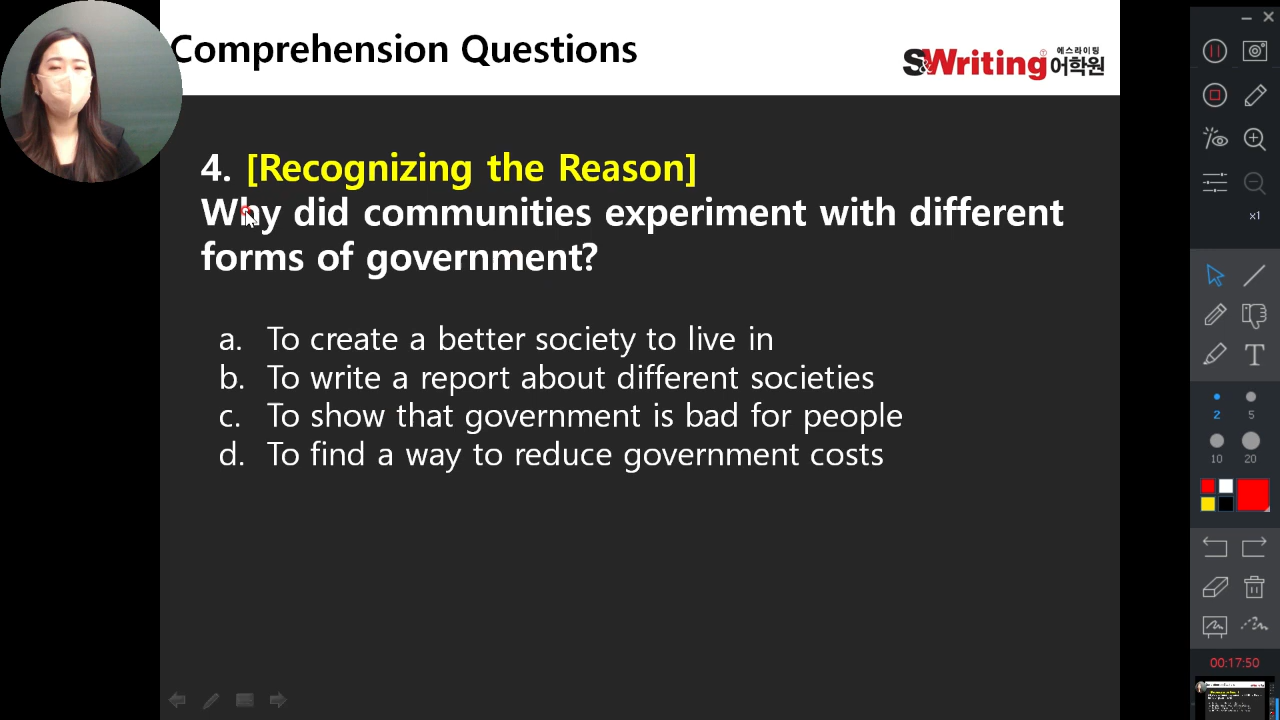 Comprehension Questions
S&Writing 에스라이팅 어학원
4. [Recognizing the Reason]
Why did communities experiment with different
forms of government?
a. To create a better society to live in
b. To write a report about different societies
c. To show that government is bad for people
d. To find a way to reduce government costs
x1
T
2 5
10 20
00:17:50